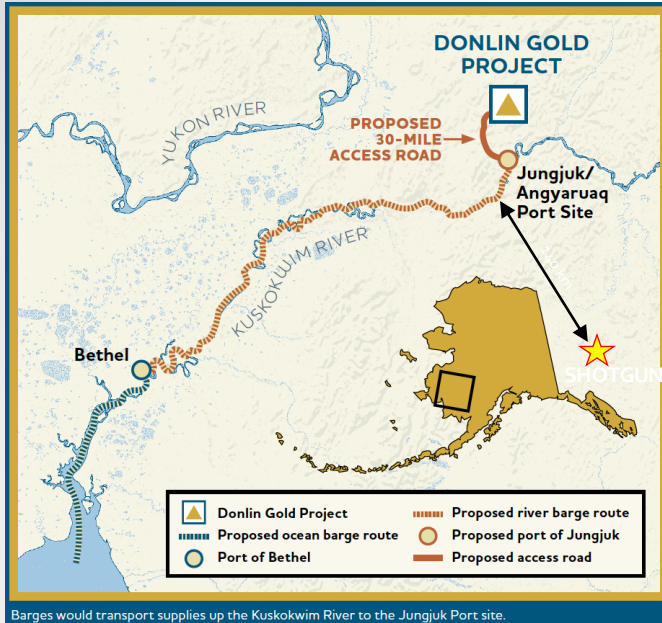 DONLIN GOLD
PROJECT
YUKON RIVER
PROPOSED
30-MILE
ACCESS ROAD
Jungjuk/
Angyaruaq
Port Site
KUSKOKWIM RIVER
Bethel
SHOTGUN
Donlin Gold Project
Proposed river barge route
Proposed ocean barge route
Proposed port of Jungjuk
Port of Bethel
Proposed access road
Barges would transport supplies up the Kuskokwim River to the Jungjuk Port site.